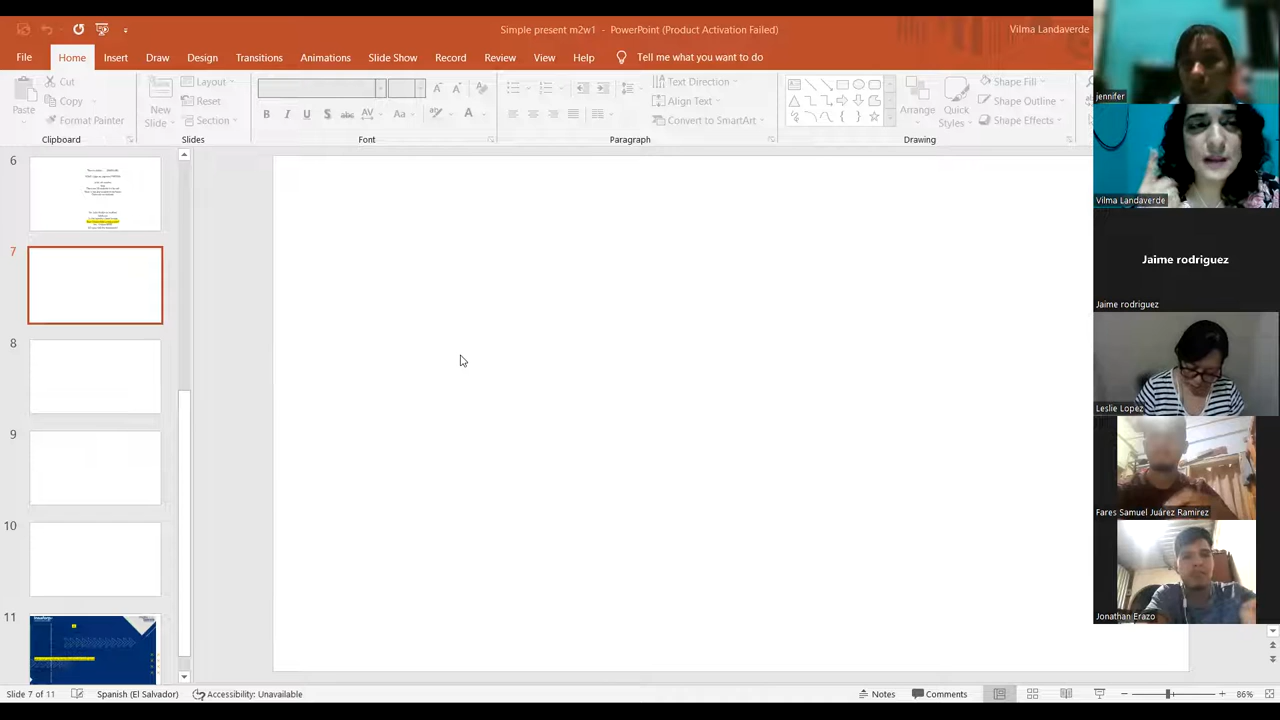 Simple present m2w1 - PowerPoint (Product Activation Failed)
Vilma Landaverde
File Home Insert Draw Design Transitions Animations Slide Show Record Review View Help Tell me what you want to do
Cut
Copy
Format Painter
Paste
Clipboard
New Slide
Layout
Reset
Section
Slides
Font
Text Direction
Align Text
Convert to SmartArt
Paragraph
Arrange
Quick Styles
Shape Fill
Shape Outline
Shape Effects
Drawing
6
7
8
9
10
11
jennifer
Vilma Landaverde
Jaime rodriguez
Jaime rodriguez
Leslie Lopez
Fares Samuel Juárez Ramirez
Jonathan Erazo
Slide 7 of 11 Spanish (El Salvador) Accessibility: Unavailable Notes Comments 86%